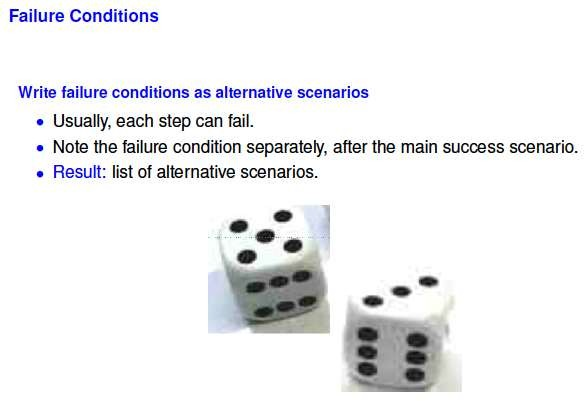 Failure Conditions
Write failure conditions as alternative scenarios
• Usually, each step can fail.
• Note the failure condition separately, after the main success scenario.
• Result: list of alternative scenarios.